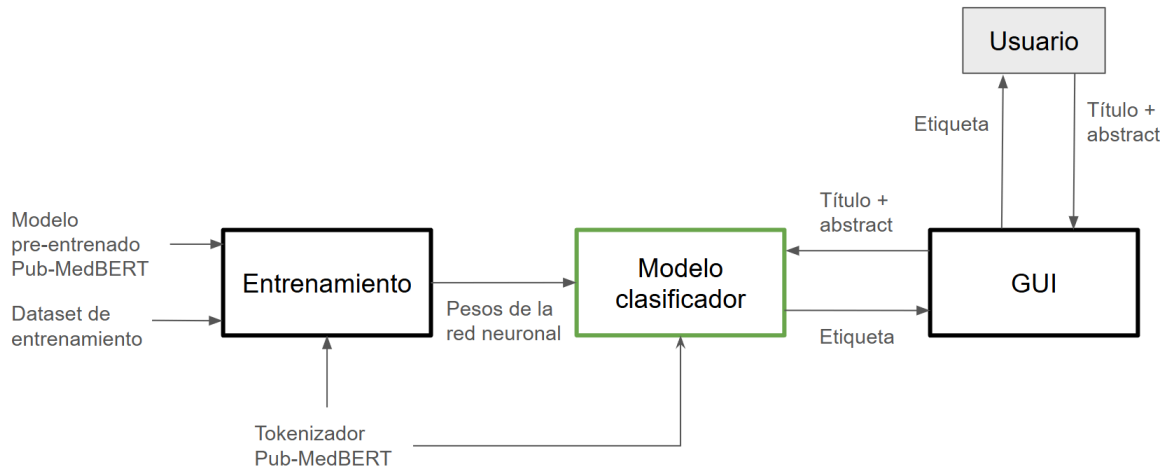 Usuario
Etiqueta
Título +
abstract
Título +
abstract
Modelo
pre-entrenado
Pub-MedBERT
Entrenamiento
Modelo
clasificador
GUI
Dataset de
entrenamiento
Pesos de la
red neuronal
Etiqueta
Tokenizador
Pub-MedBERT